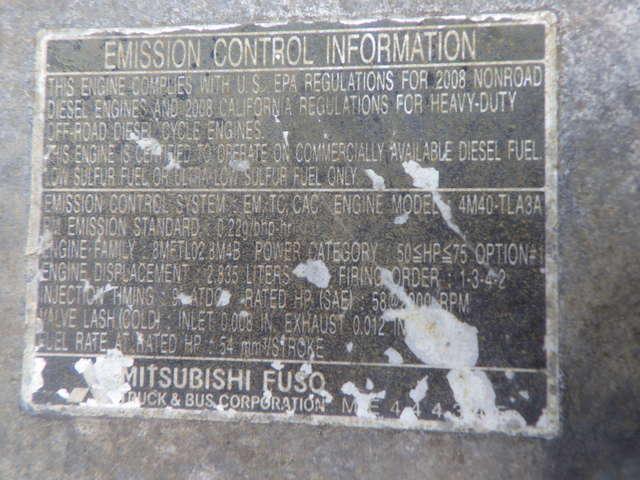 EMISSION CONTROL INFORMATION
THIS ENGINE COMPLIES WITH U.S. EPA REGULATIONS FOR 2008 NONROAD
DIESEL ENGINES AND 2008 CALIFORNIA REGULATIONS FOR HEAVY-DUTY
OFF-ROAD DIESEL CYCLE ENGINES.
THIS ENGINE IS CERTIFIED TO OPERATE ON COMMERCIALLY AVAILABLE DIESEL FUEL.
LOW SULFUR FUEL OR ULTRA LOW SULFUR FUEL ONLY
EMISSION CONTROL SYSTEM : EM, TC, CAC, ENGINE MODEL : 4M40-TLA3A
EMISSION STANDARD : 0.22g/bhp-hr
ENGINE FAMILY : 8MFTL02.8M4B POWER CATEGORY : 50≦HP≦75 OPTION#1
ENGINE DISPLACEMENT : 2.835 LITERS FIRING ORDER : 1-3-4-2
INJECTION TIMING : ATDC RATED HP (SAE) : RPM
VALVE LASH (COLD) : INLET 0.008 IN EXHAUST 0.012 IN
FUEL RATE AT RATED HP : 54 mm³/STROKE
MITSUBISHI FUSO
TRUCK & BUS CORPORATION